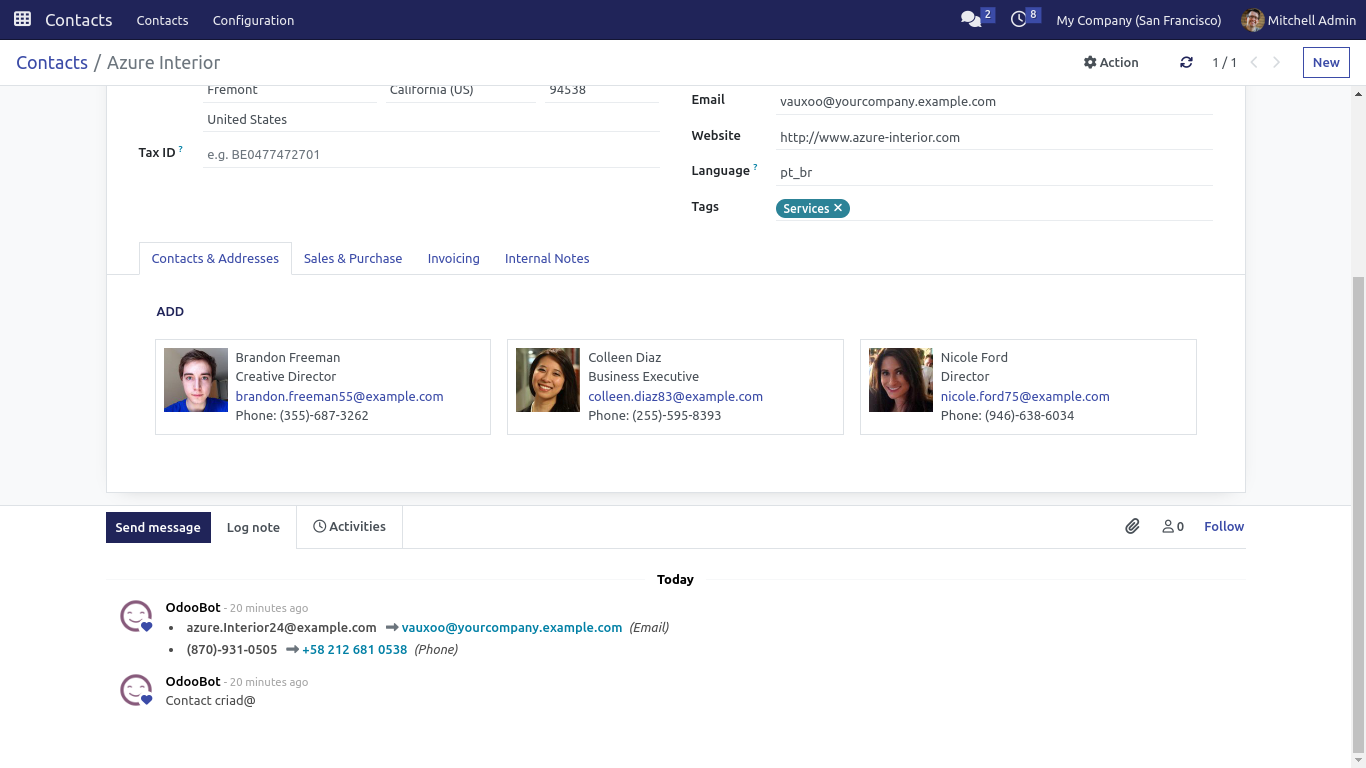 Contacts Contacts Configuration 2 8 My Company (San Francisco) Mitchell Admin
Contacts / Azure Interior Action 1 / 1 New
Fremont California (US) 94538
United States
Tax ID ? e.g. BE0477472701
Email vauxoo@yourcompany.example.com
Website http://www.azure-interior.com
Language ? pt_br
Tags Services ✕
Contacts & Addresses Sales & Purchase Invoicing Internal Notes
ADD
Brandon Freeman
Creative Director
brandon.freeman55@example.com
Phone: (355)-687-3262
Colleen Diaz
Business Executive
colleen.diaz83@example.com
Phone: (255)-595-8393
Nicole Ford
Director
nicole.ford75@example.com
Phone: (946)-638-6034
Send message Log note Activities 0 Follow
Today
OdooBot - 20 minutes ago
• azure.Interior24@example.com → vauxoo@yourcompany.example.com (Email)
• (870)-931-0505 → +58 212 681 0538 (Phone)
OdooBot - 20 minutes ago
Contact criad@